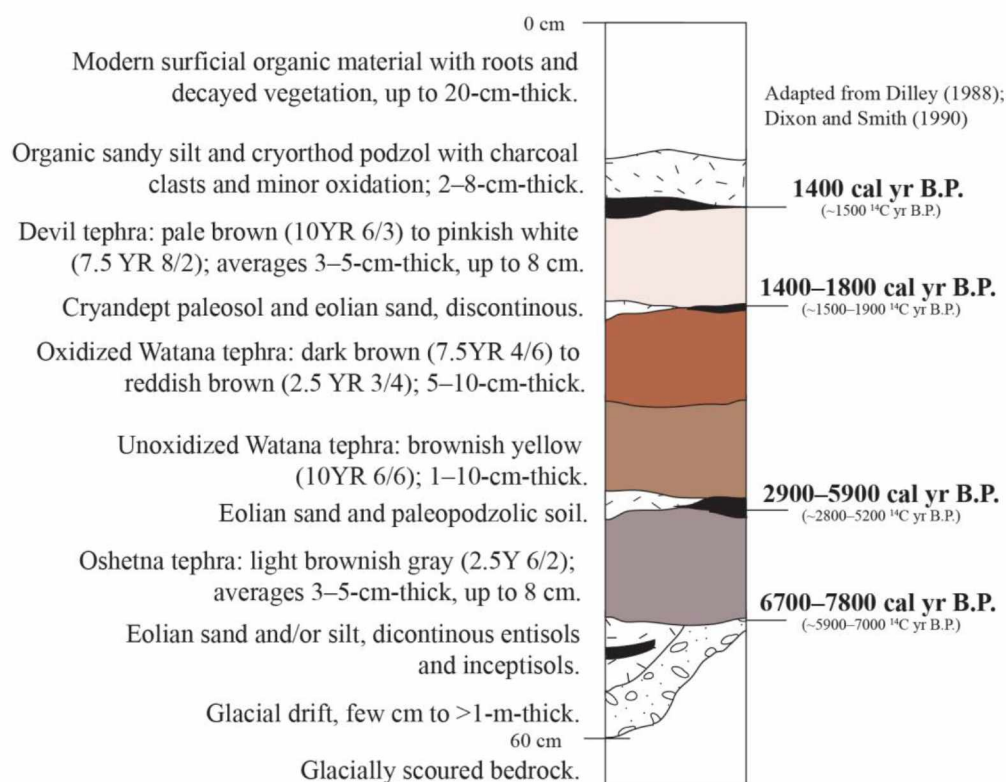 0 cm
Modern surficial organic material with roots and
decayed vegetation, up to 20-cm-thick.
Adapted from Dilley (1988);
Dixon and Smith (1990)
Organic sandy silt and cryorthod podzol with charcoal
clasts and minor oxidation; 2–8-cm-thick.
1400 cal yr B.P.
(~1500 ¹⁴C yr B.P.)
Devil tephra: pale brown (10YR 6/3) to pinkish white
(7.5 YR 8/2); averages 3–5-cm-thick, up to 8 cm.
1400–1800 cal yr B.P.
(~1500–1900 ¹⁴C yr B.P.)
Cryandept paleosol and eolian sand, discontinous.
Oxidized Watana tephra: dark brown (7.5YR 4/6) to
reddish brown (2.5 YR 3/4); 5–10-cm-thick.
Unoxidized Watana tephra: brownish yellow
(10YR 6/6); 1–10-cm-thick.
2900–5900 cal yr B.P.
(~2800–5200 ¹⁴C yr B.P.)
Eolian sand and paleopodzolic soil.
Oshetna tephra: light brownish gray (2.5Y 6/2);
averages 3–5-cm-thick, up to 8 cm.
6700–7800 cal yr B.P.
(~5900–7000 ¹⁴C yr B.P.)
Eolian sand and/or silt, dicontinous entisols
and inceptisols.
Glacial drift, few cm to >1-m-thick.
60 cm
Glacially scoured bedrock.